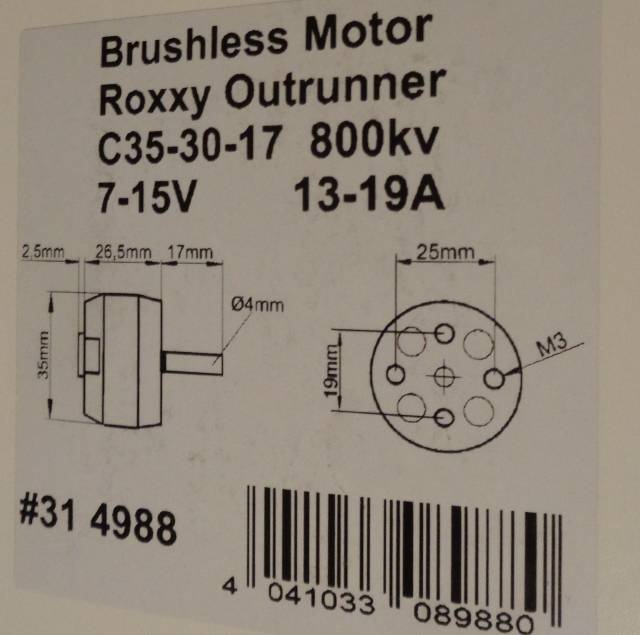 Brushless Motor
Roxxy Outrunner
C35-30-17 800kv
7-15V 13-19A
2.5mm 26,5mm 17mm 25mm
Ø4mm
35mm
19mm
M3
#31 4988
4 041033 089880